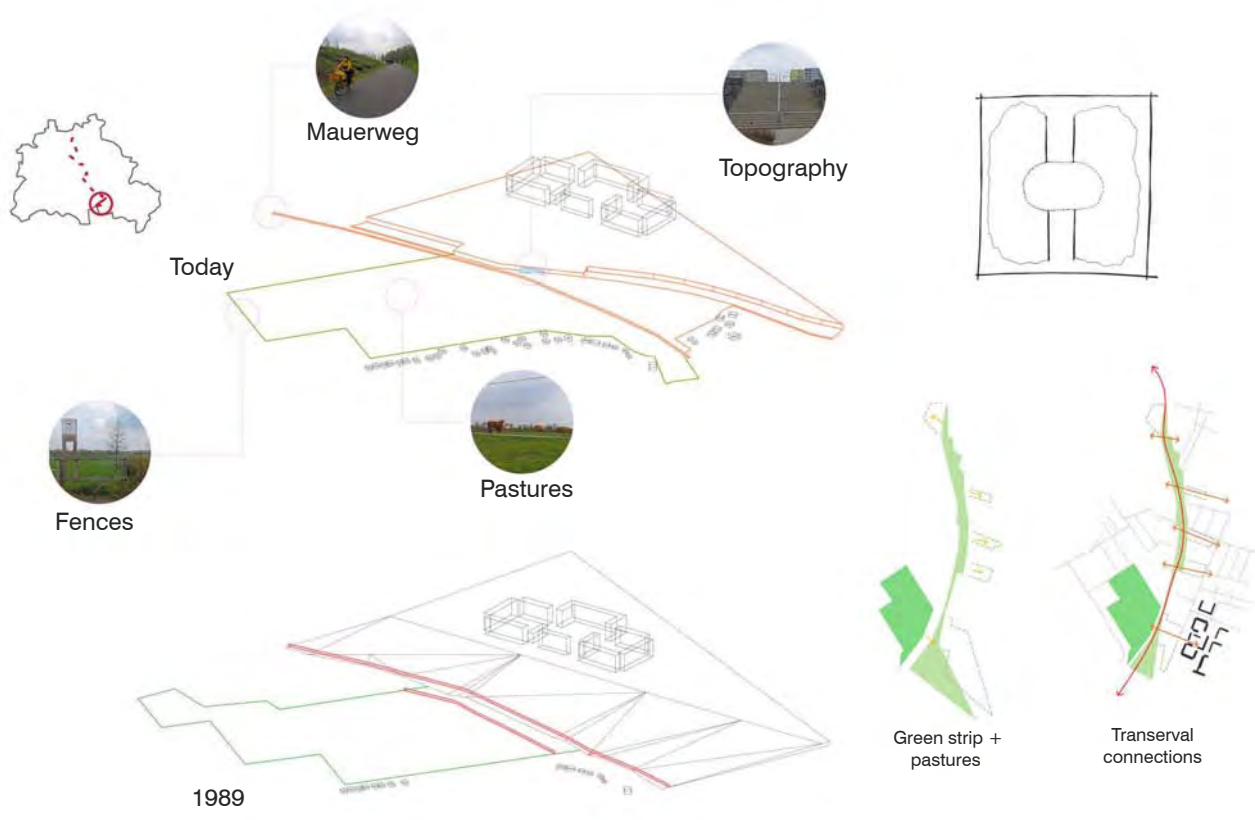 Mauerweg
Topography
Today
Pastures
Fences
Green strip +
pastures
Transerval
connections
1989